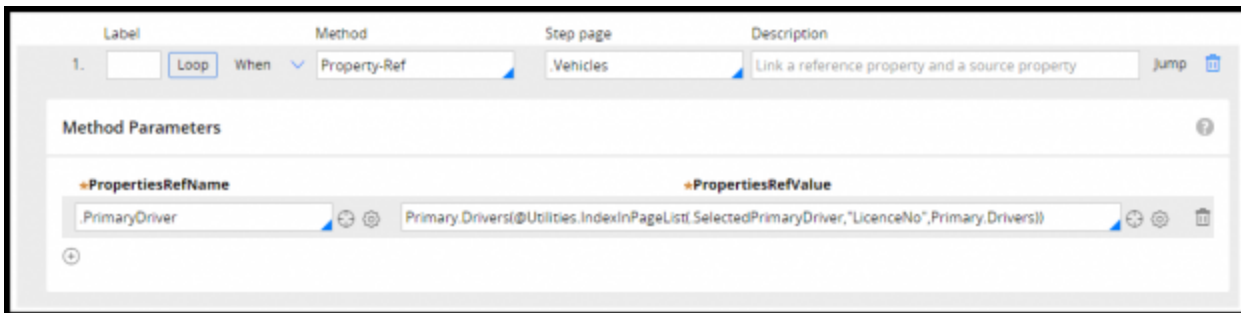 Label Method Step page Description
1. Loop When Property-Ref .Vehicles Link a reference property and a source property Jump
Method Parameters
*PropertiesRefName *PropertiesRefValue
.PrimaryDriver Primary.Drivers(@Utilities.IndexInPageList(.SelectedPrimaryDriver,"LicenceNo",Primary.Drivers))